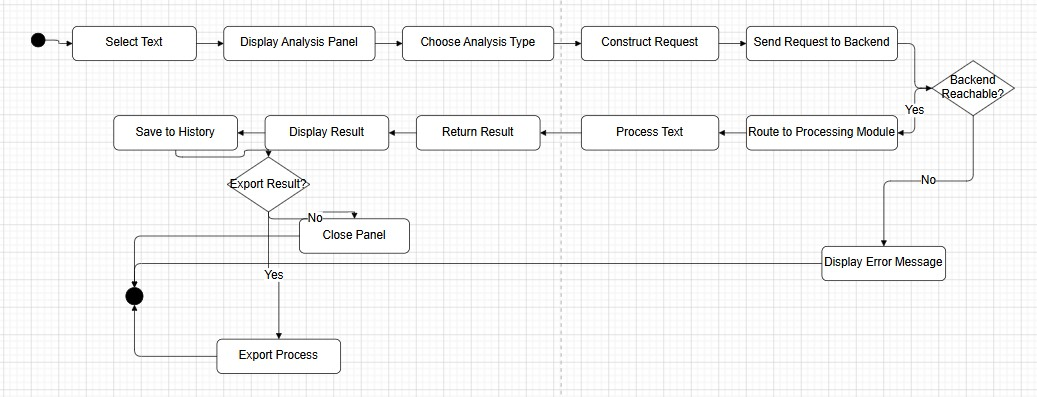 Select Text
Display Analysis Panel
Choose Analysis Type
Construct Request
Send Request to Backend
Backend
Reachable?
Yes
Save to History
Display Result
Return Result
Process Text
Route to Processing Module
Export Result?
No
No
Close Panel
Display Error Message
Yes
Export Process